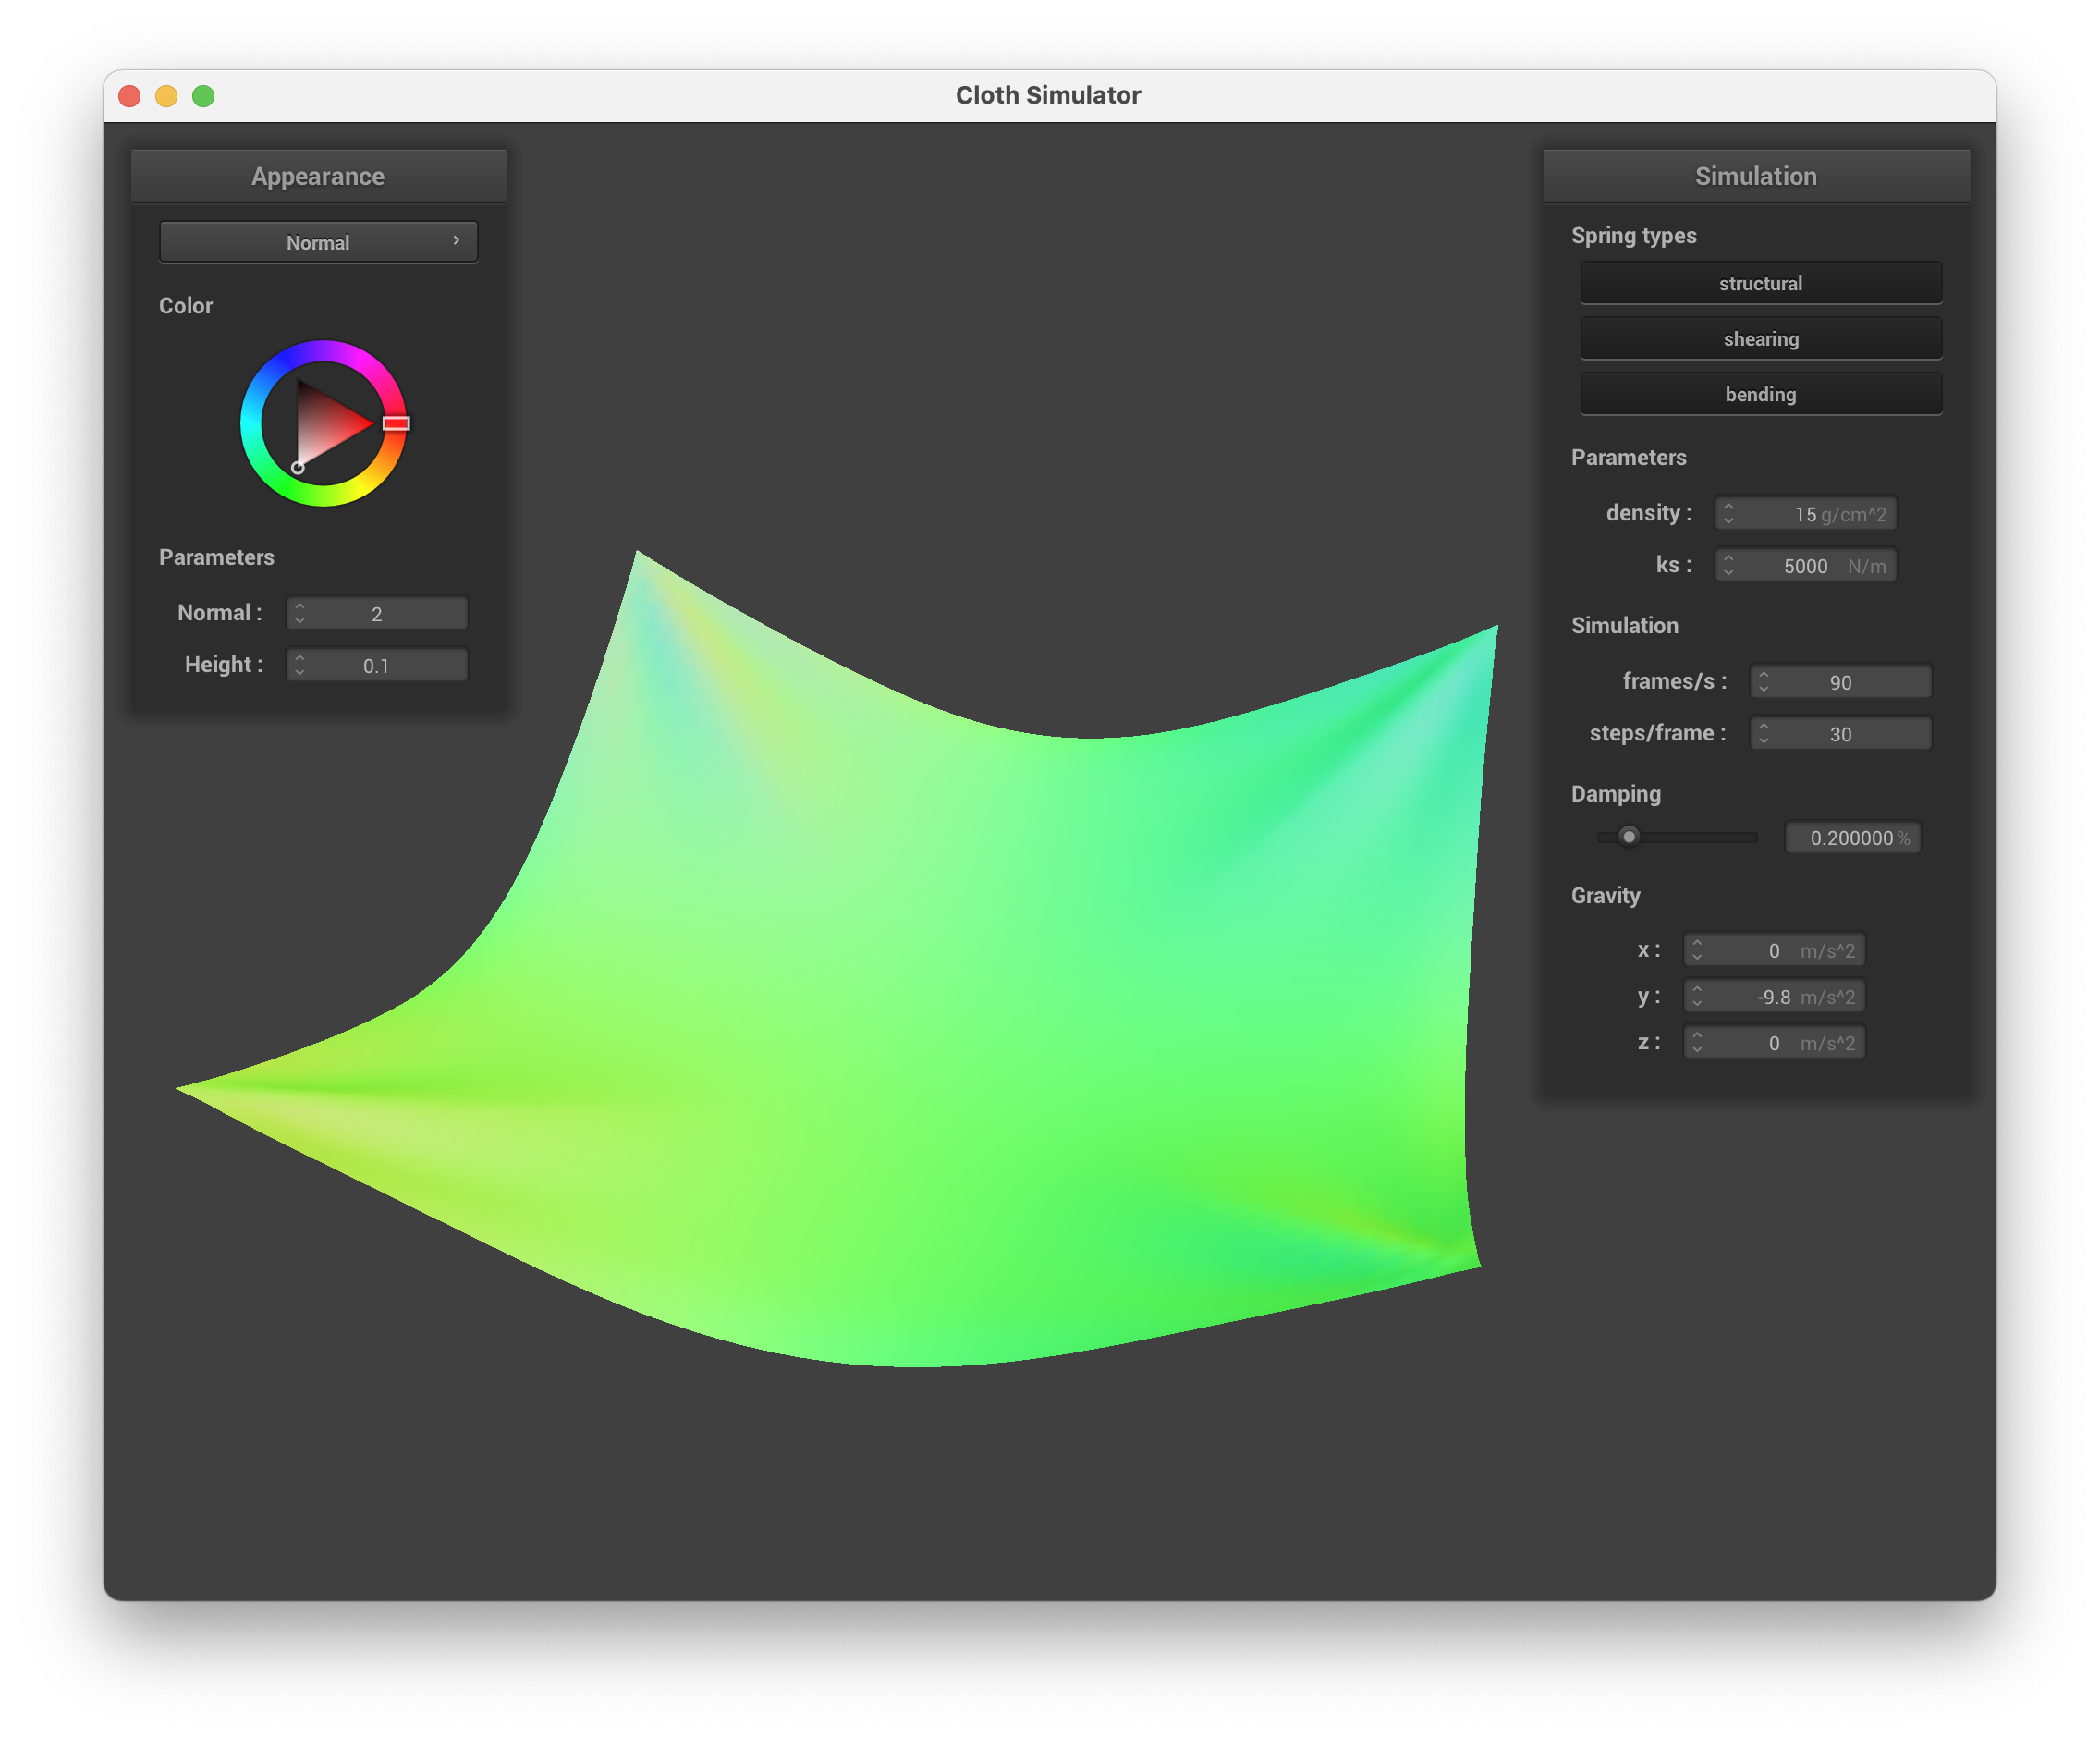 Cloth Simulator
Appearance
Normal
Color
Parameters
Normal : 2
Height : 0.1
Simulation
Spring types
structural
shearing
bending
Parameters
density : 15 g/cm^2
ks : 5000 N/m
Simulation
frames/s : 90
steps/frame : 30
Damping
0.200000 %
Gravity
x : 0 m/s^2
y : -9.8 m/s^2
z : 0 m/s^2